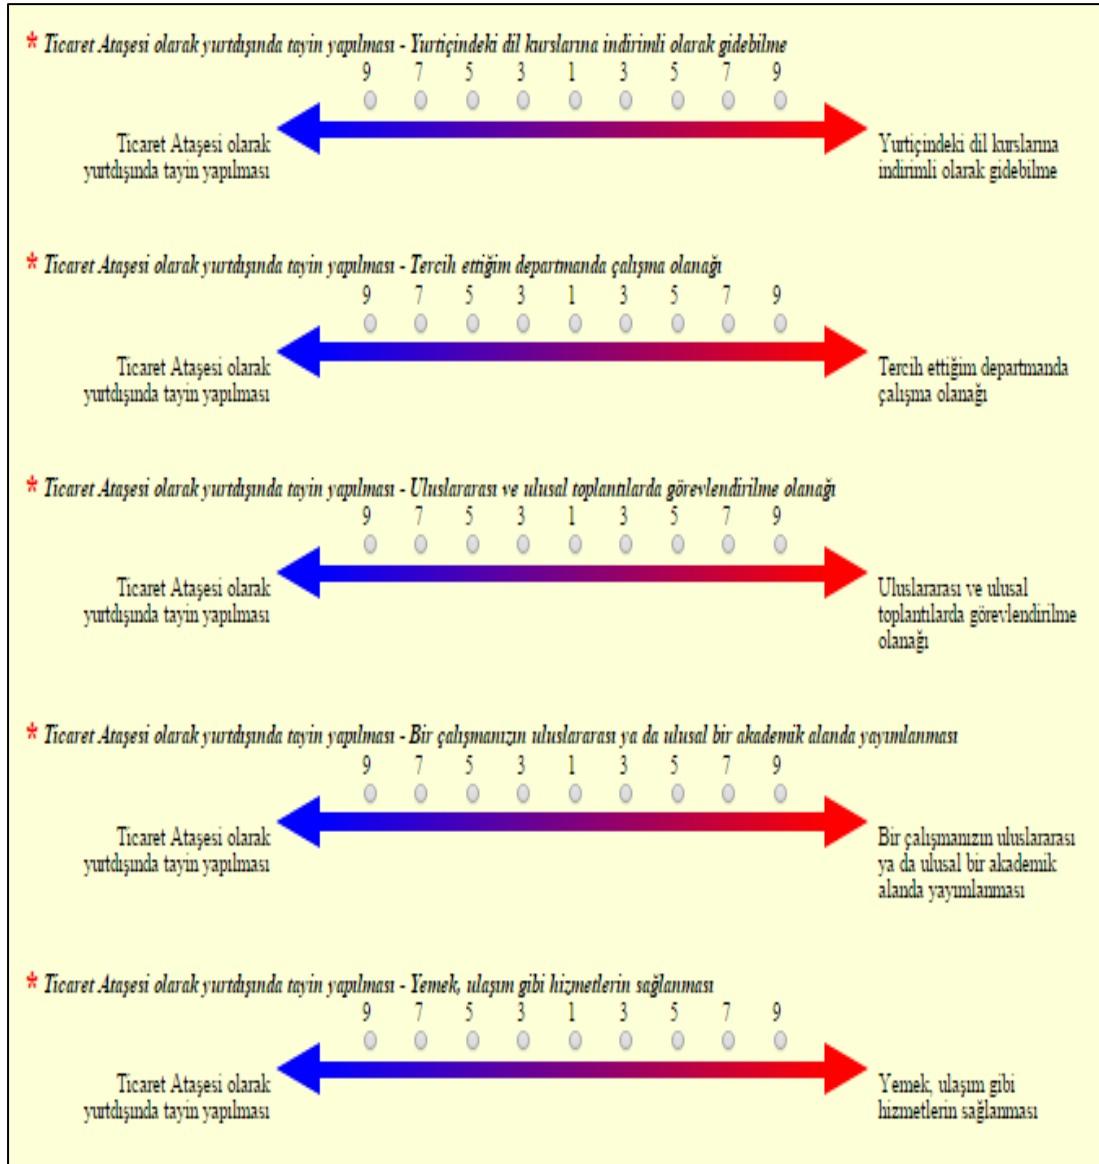 * Ticaret Ataşesi olarak yurtdışında tayin yapılması - Yurtiçindeki dil kurslarına indirimli olarak gidebilme
9 7 5 3 1 3 5 7 9
Ticaret Ataşesi olarak
yurtdışında tayin yapılması
Yurtiçindeki dil kurslarına
indirimli olarak gidebilme
* Ticaret Ataşesi olarak yurtdışında tayin yapılması - Tercih ettiğim departmanda çalışma olanağı
9 7 5 3 1 3 5 7 9
Ticaret Ataşesi olarak
yurtdışında tayin yapılması
Tercih ettiğim departmanda
çalışma olanağı
* Ticaret Ataşesi olarak yurtdışında tayin yapılması - Uluslararası ve ulusal toplantılarda görevlendirilme olanağı
9 7 5 3 1 3 5 7 9
Ticaret Ataşesi olarak
yurtdışında tayin yapılması
Uluslararası ve ulusal
toplantılarda görevlendirilme
olanağı
* Ticaret Ataşesi olarak yurtdışında tayin yapılması - Bir çalışmanızın uluslararası ya da ulusal bir akademik alanda yayımlanması
9 7 5 3 1 3 5 7 9
Ticaret Ataşesi olarak
yurtdışında tayin yapılması
Bir çalışmanızın uluslararası
ya da ulusal bir akademik
alanda yayımlanması
* Ticaret Ataşesi olarak yurtdışında tayin yapılması - Yemek, ulaşım gibi hizmetlerin sağlanması
9 7 5 3 1 3 5 7 9
Ticaret Ataşesi olarak
yurtdışında tayin yapılması
Yemek, ulaşım gibi
hizmetlerin sağlanması